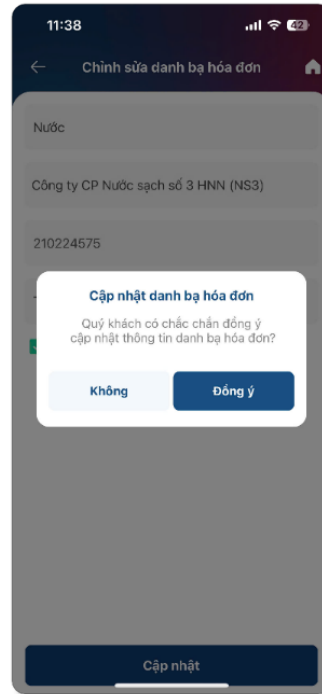 11:38
42
Chỉnh sửa danh bạ hóa đơn
Nước
Công ty CP Nước sạch số 3 HNN (NS3)
210224575
Cập nhật danh bạ hóa đơn
Quý khách có chắc chắn đồng ý
cập nhật thông tin danh bạ hóa đơn?
Không
Đồng ý
Cập nhật